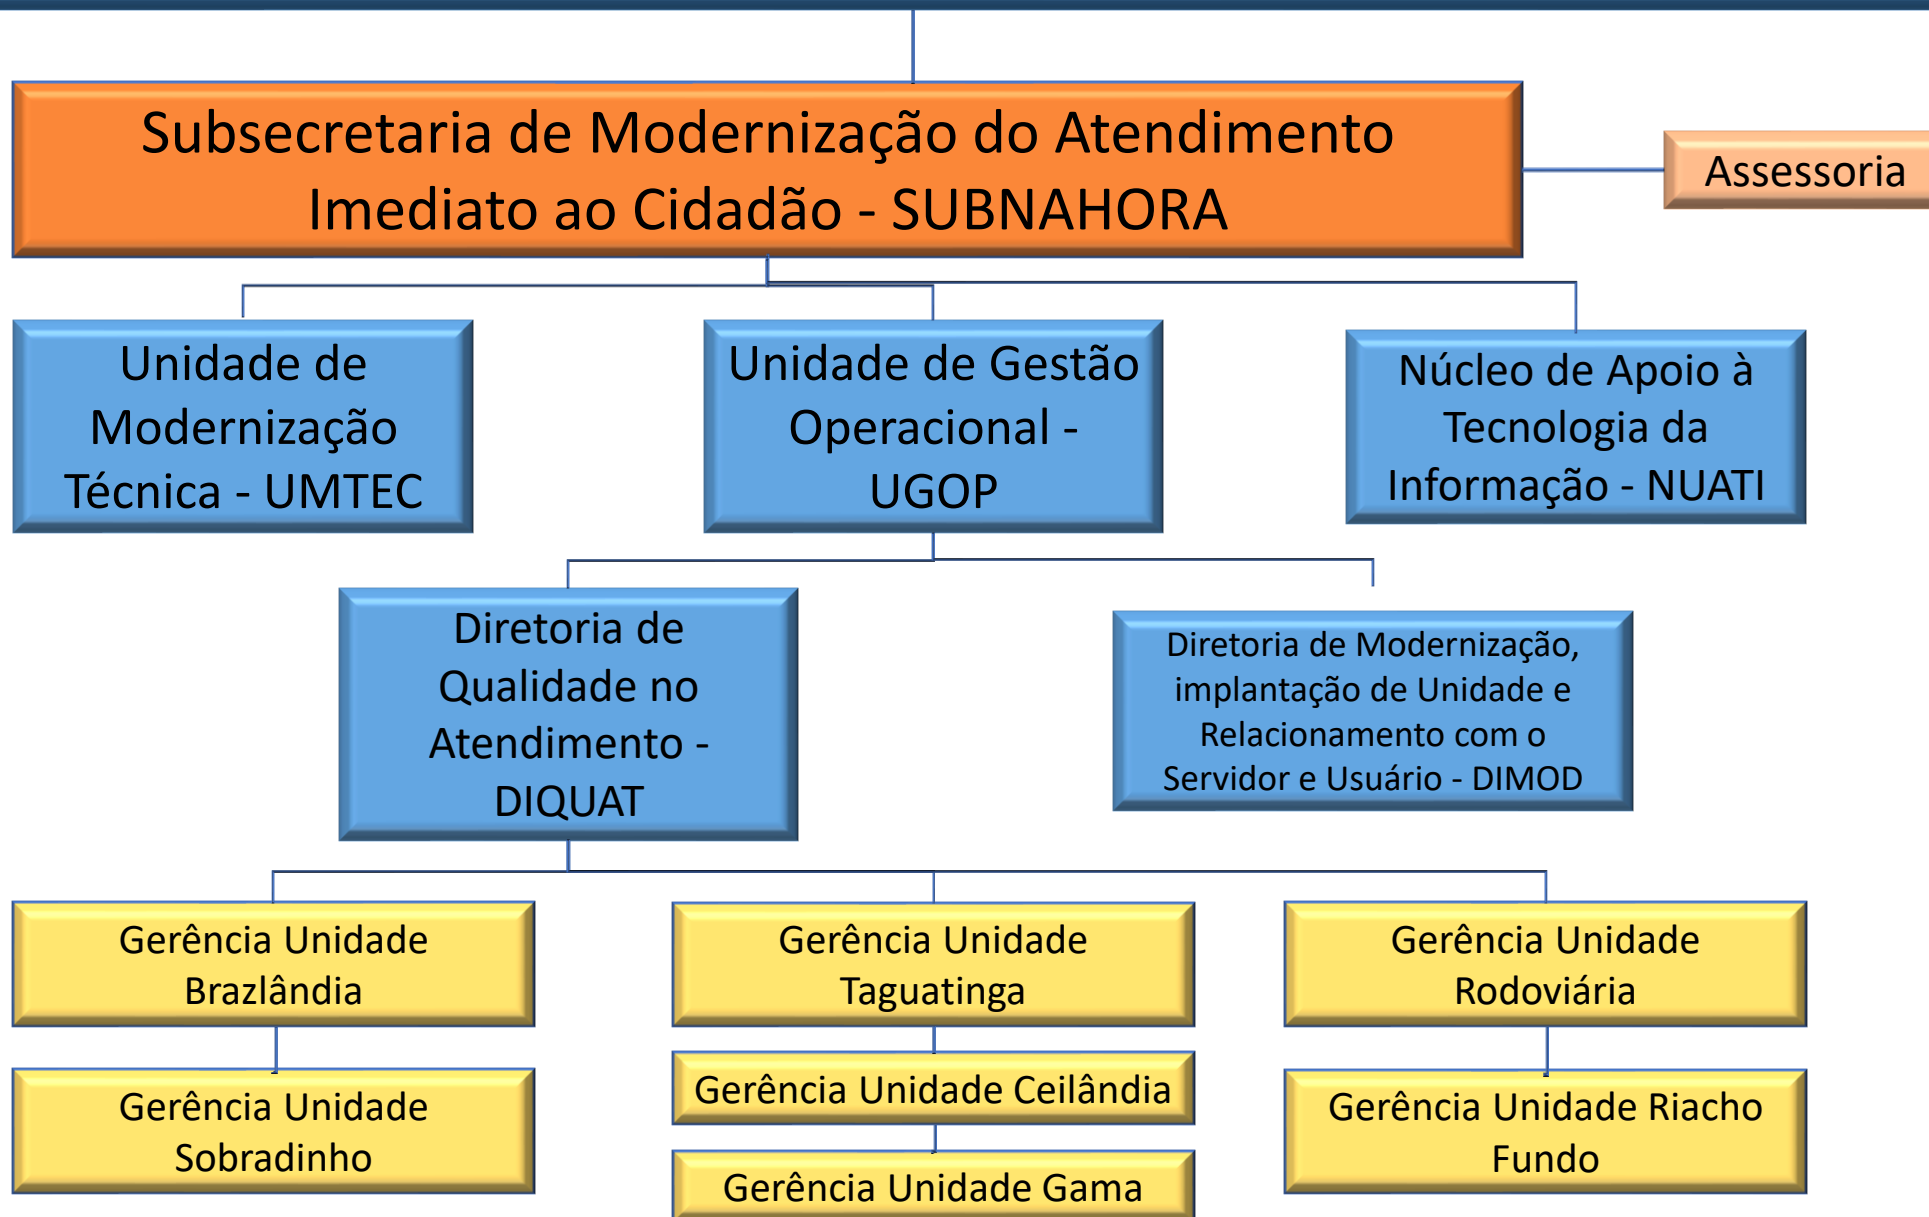 Subsecretaria de Modernização do Atendimento
Imediato ao Cidadão - SUBNAHORA
Assessoria
Unidade de
Modernização
Técnica - UMTEC
Unidade de Gestão
Operacional -
UGOP
Núcleo de Apoio à
Tecnologia da
Informação - NUATI
Diretoria de
Qualidade no
Atendimento -
DIQUAT
Diretoria de Modernização,
implantação de Unidade e
Relacionamento com o
Servidor e Usuário - DIMOD
Gerência Unidade
Brazlândia
Gerência Unidade
Taguatinga
Gerência Unidade
Rodoviária
Gerência Unidade
Sobradinho
Gerência Unidade Ceilândia
Gerência Unidade Gama
Gerência Unidade Riacho
Fundo